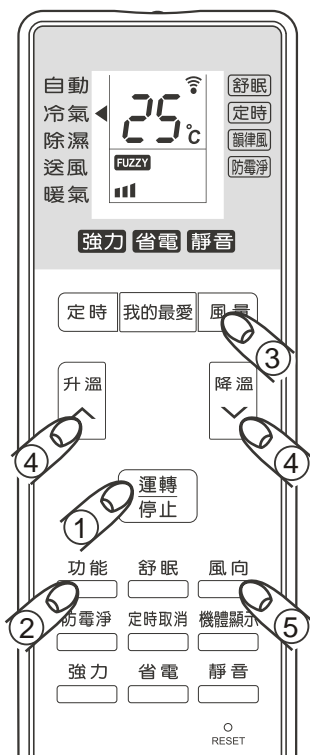 自動
冷氣
除濕
送風
暖氣
25°C
FUZZY
舒眠
定時
韻律風
防霉淨
強力 省電 靜音
定時 我的最愛 風量
③
升溫 降溫
④ ④
運轉
停止
①
功能 舒眠 風向
② ⑤
防霉淨 定時取消 機體顯示
強力 省電 靜音
RESET